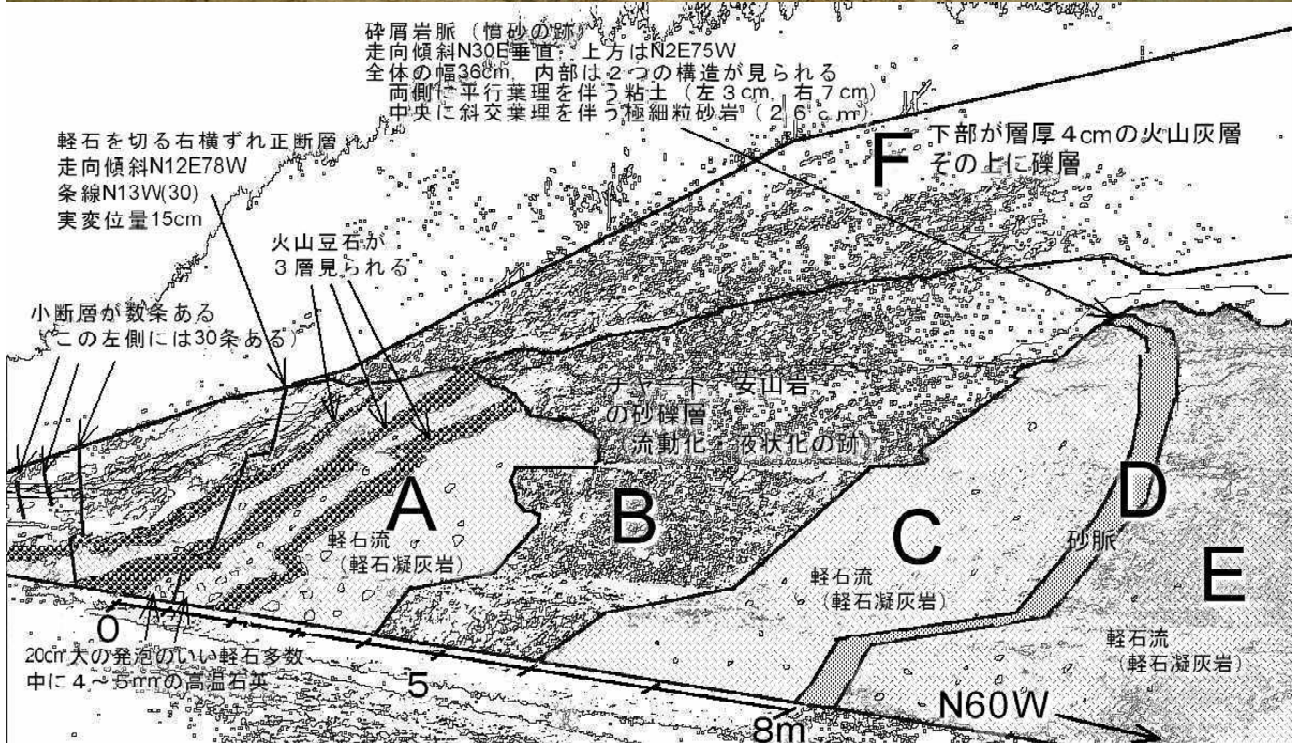 砕屑岩脈（憤砂の跡）
走向傾斜N30E垂直，上方はN2E75W
全体の幅36cm，内部は２つの構造が見られる
両側に平行葉理を伴う粘土（左3cm，右7cm）
中央に斜交葉理を伴う極細粒砂岩（２６ｃｍ）
軽石を切る右横ずれ正断層
走向傾斜N12E78W
条線N13W(30)
実変位量15cm
火山豆石が
３層見られる
小断層が数条ある
この左側には30条ある）
F
下部が層厚４cmの火山灰層
その上に礫層
チャート・安山岩
の砂礫層
流動化・液状化の跡）
A
軽石流
（軽石凝灰岩）
B
C
軽石流
（軽石凝灰岩）
D
砂脈
E
軽石流
（軽石凝灰岩）
0
5
8m
20cm大の発泡のいい軽石多数
中に４～5mmの高温石英
N60W